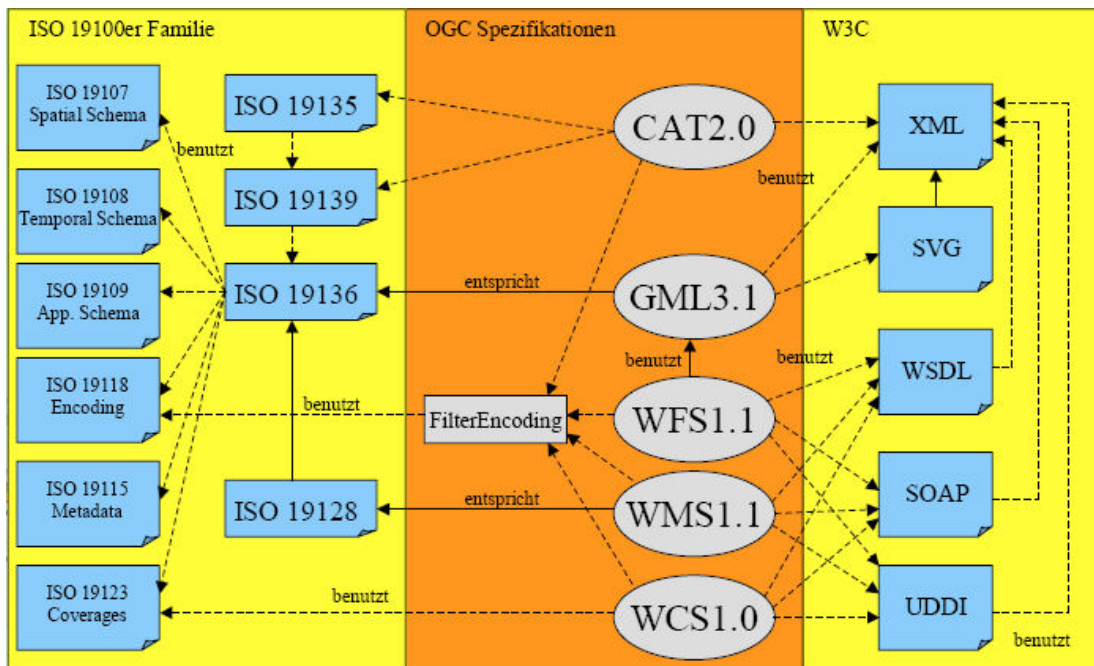 ISO 19100er Familie
ISO 19107
Spatial Schema
benutzt
ISO 19108
Temporal Schema
ISO 19109
App. Schema
ISO 19118
Encoding
ISO 19115
Metadata
ISO 19123
Coverages
ISO 19135
ISO 19139
ISO 19136
ISO 19128
benutzt
benutzt
OGC Spezifikationen
CAT2.0
entspricht
GML3.1
benutzt
FilterEncoding
WFS1.1
entspricht
WMS1.1
WCS1.0
benutzt
benutzt
W3C
XML
SVG
WSDL
SOAP
UDDI
benutzt